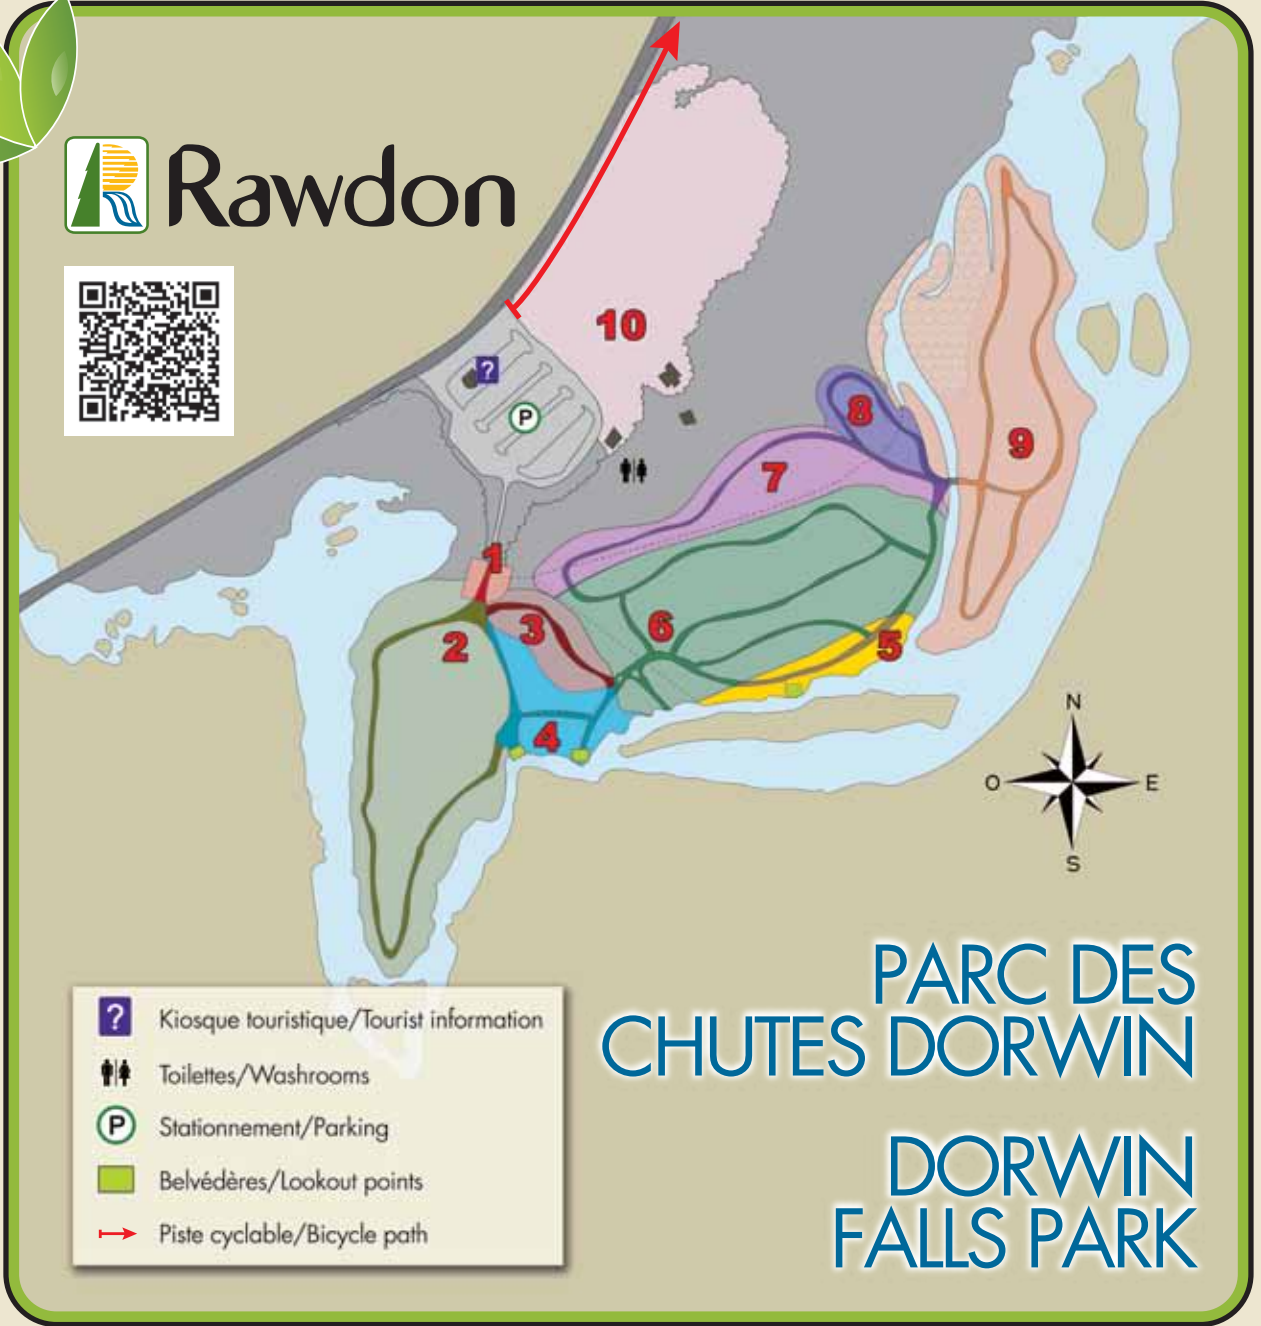 Rawdon
10
?
P
8
9
7
1
3
6
2
5
4
N
O
E
S
PARC DES
CHUTES DORWIN
DORWIN
FALLS PARK
? Kiosque touristique/Tourist information
Toilettes/Washrooms
P Stationnement/Parking
Belvédères/Lookout points
Piste cyclable/Bicycle path